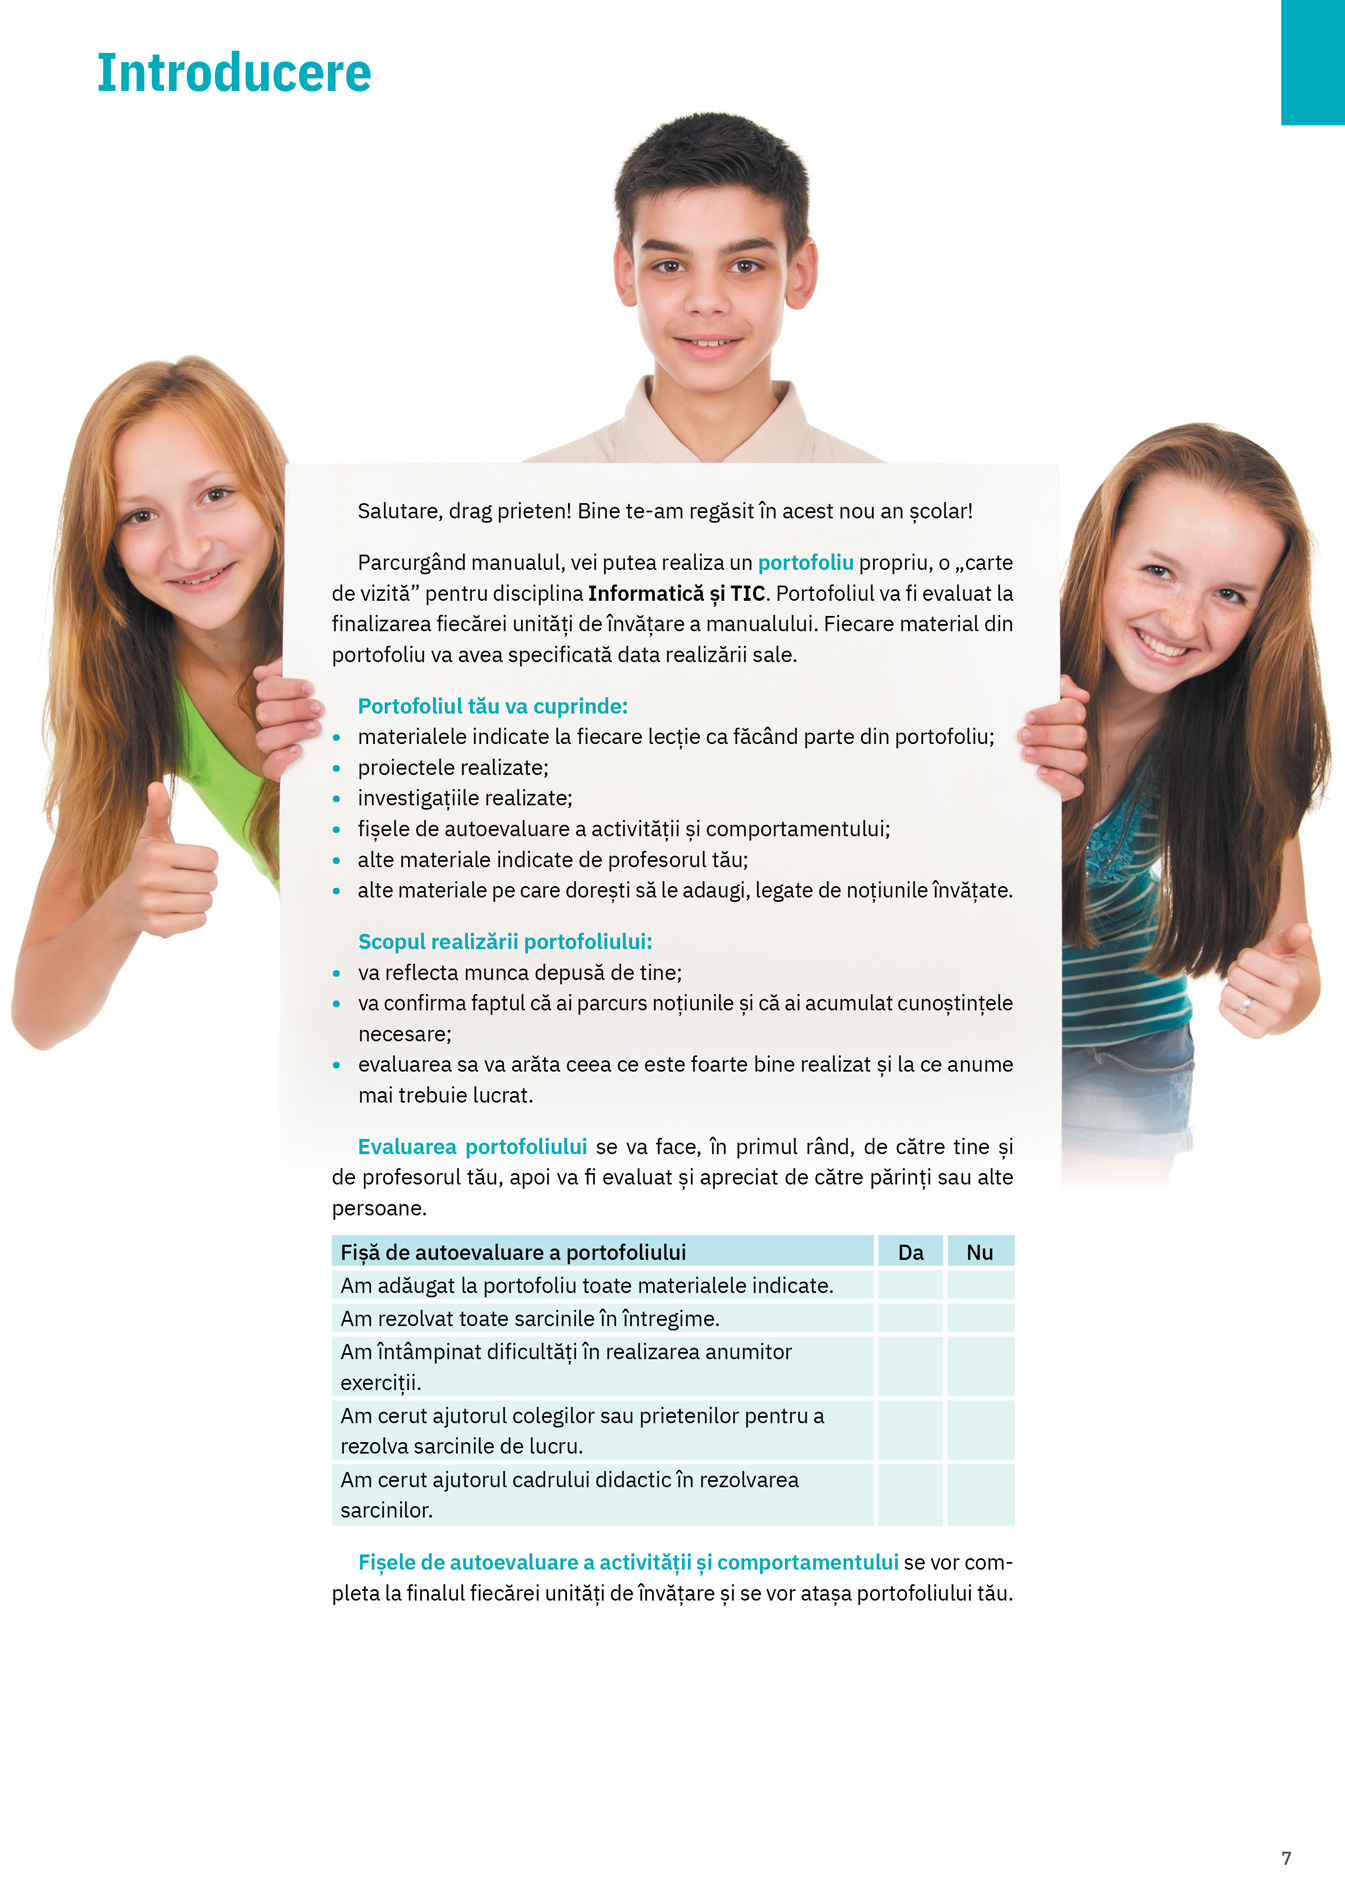 Introducere
Salutare, drag prieten! Bine te-am regăsit în acest nou an școlar!
Parcurgând manualul, vei putea realiza un portofoliu propriu, o „carte
de vizită” pentru disciplina Informatică și TIC. Portofoliul va fi evaluat la
finalizarea fiecărei unități de învățare a manualului. Fiecare material din
portofoliu va avea specificată data realizării sale.
Portofoliul tău va cuprinde:
• materialele indicate la fiecare lecție ca făcând parte din portofoliu;
• proiectele realizate;
• investigațiile realizate;
• fișele de autoevaluare a activității și comportamentului;
• alte materiale indicate de profesorul tău;
• alte materiale pe care dorești să le adaugi, legate de noțiunile învățate.
Scopul realizării portofoliului:
• va reflecta munca depusă de tine;
• va confirma faptul că ai parcurs noțiunile și că ai acumulat cunoștințele
necesare;
• evaluarea sa va arăta ceea ce este foarte bine realizat și la ce anume
mai trebuie lucrat.
Evaluarea portofoliului se va face, în primul rând, de către tine și
de profesorul tău, apoi va fi evaluat și apreciat de către părinți sau alte
persoane.
Fișă de autoevaluare a portofoliului Da Nu
Am adăugat la portofoliu toate materialele indicate.
Am rezolvat toate sarcinile în întregime.
Am întâmpinat dificultăți în realizarea anumitor
exerciții.
Am cerut ajutorul colegilor sau prietenilor pentru a
rezolva sarcinile de lucru.
Am cerut ajutorul cadrului didactic în rezolvarea
sarcinilor.
Fișele de autoevaluare a activității și comportamentului se vor com-
pleta la finalul fiecărei unități de învățare și se vor atașa portofoliului tău.
7